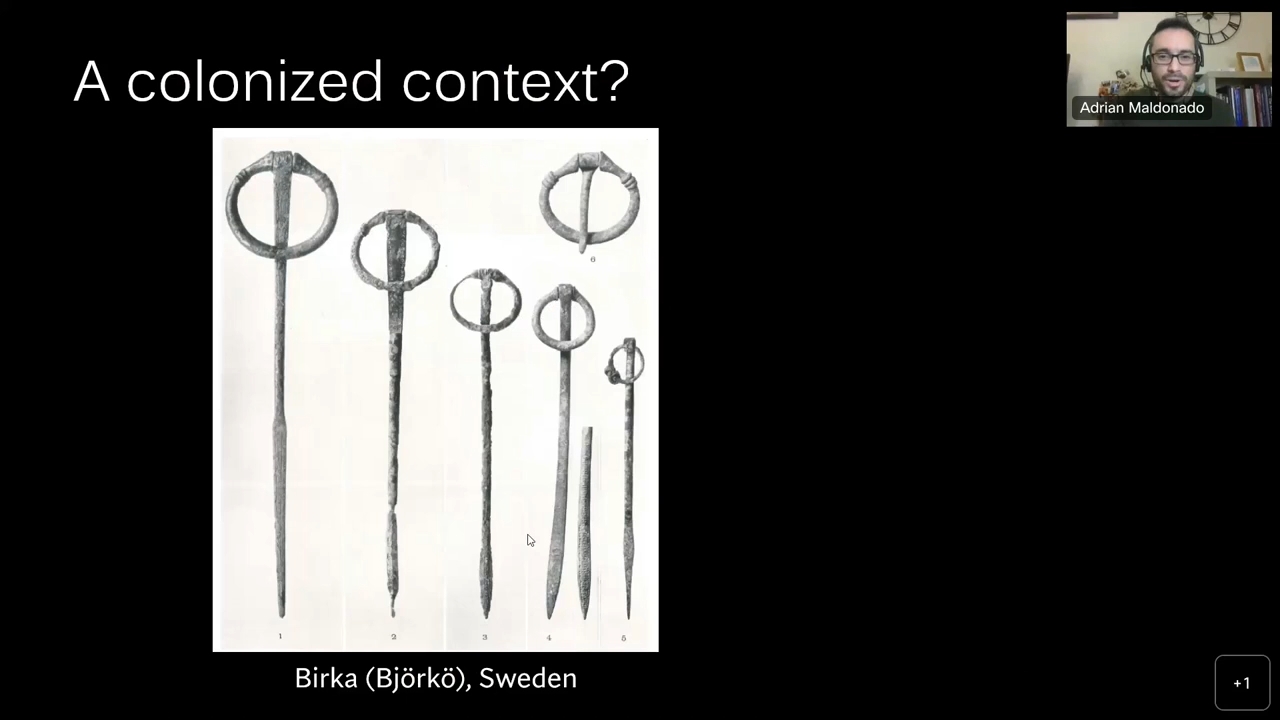 A colonized context?
Adrian Maldonado
6
1 2 3 4 5
Birka (Björkö), Sweden
+1